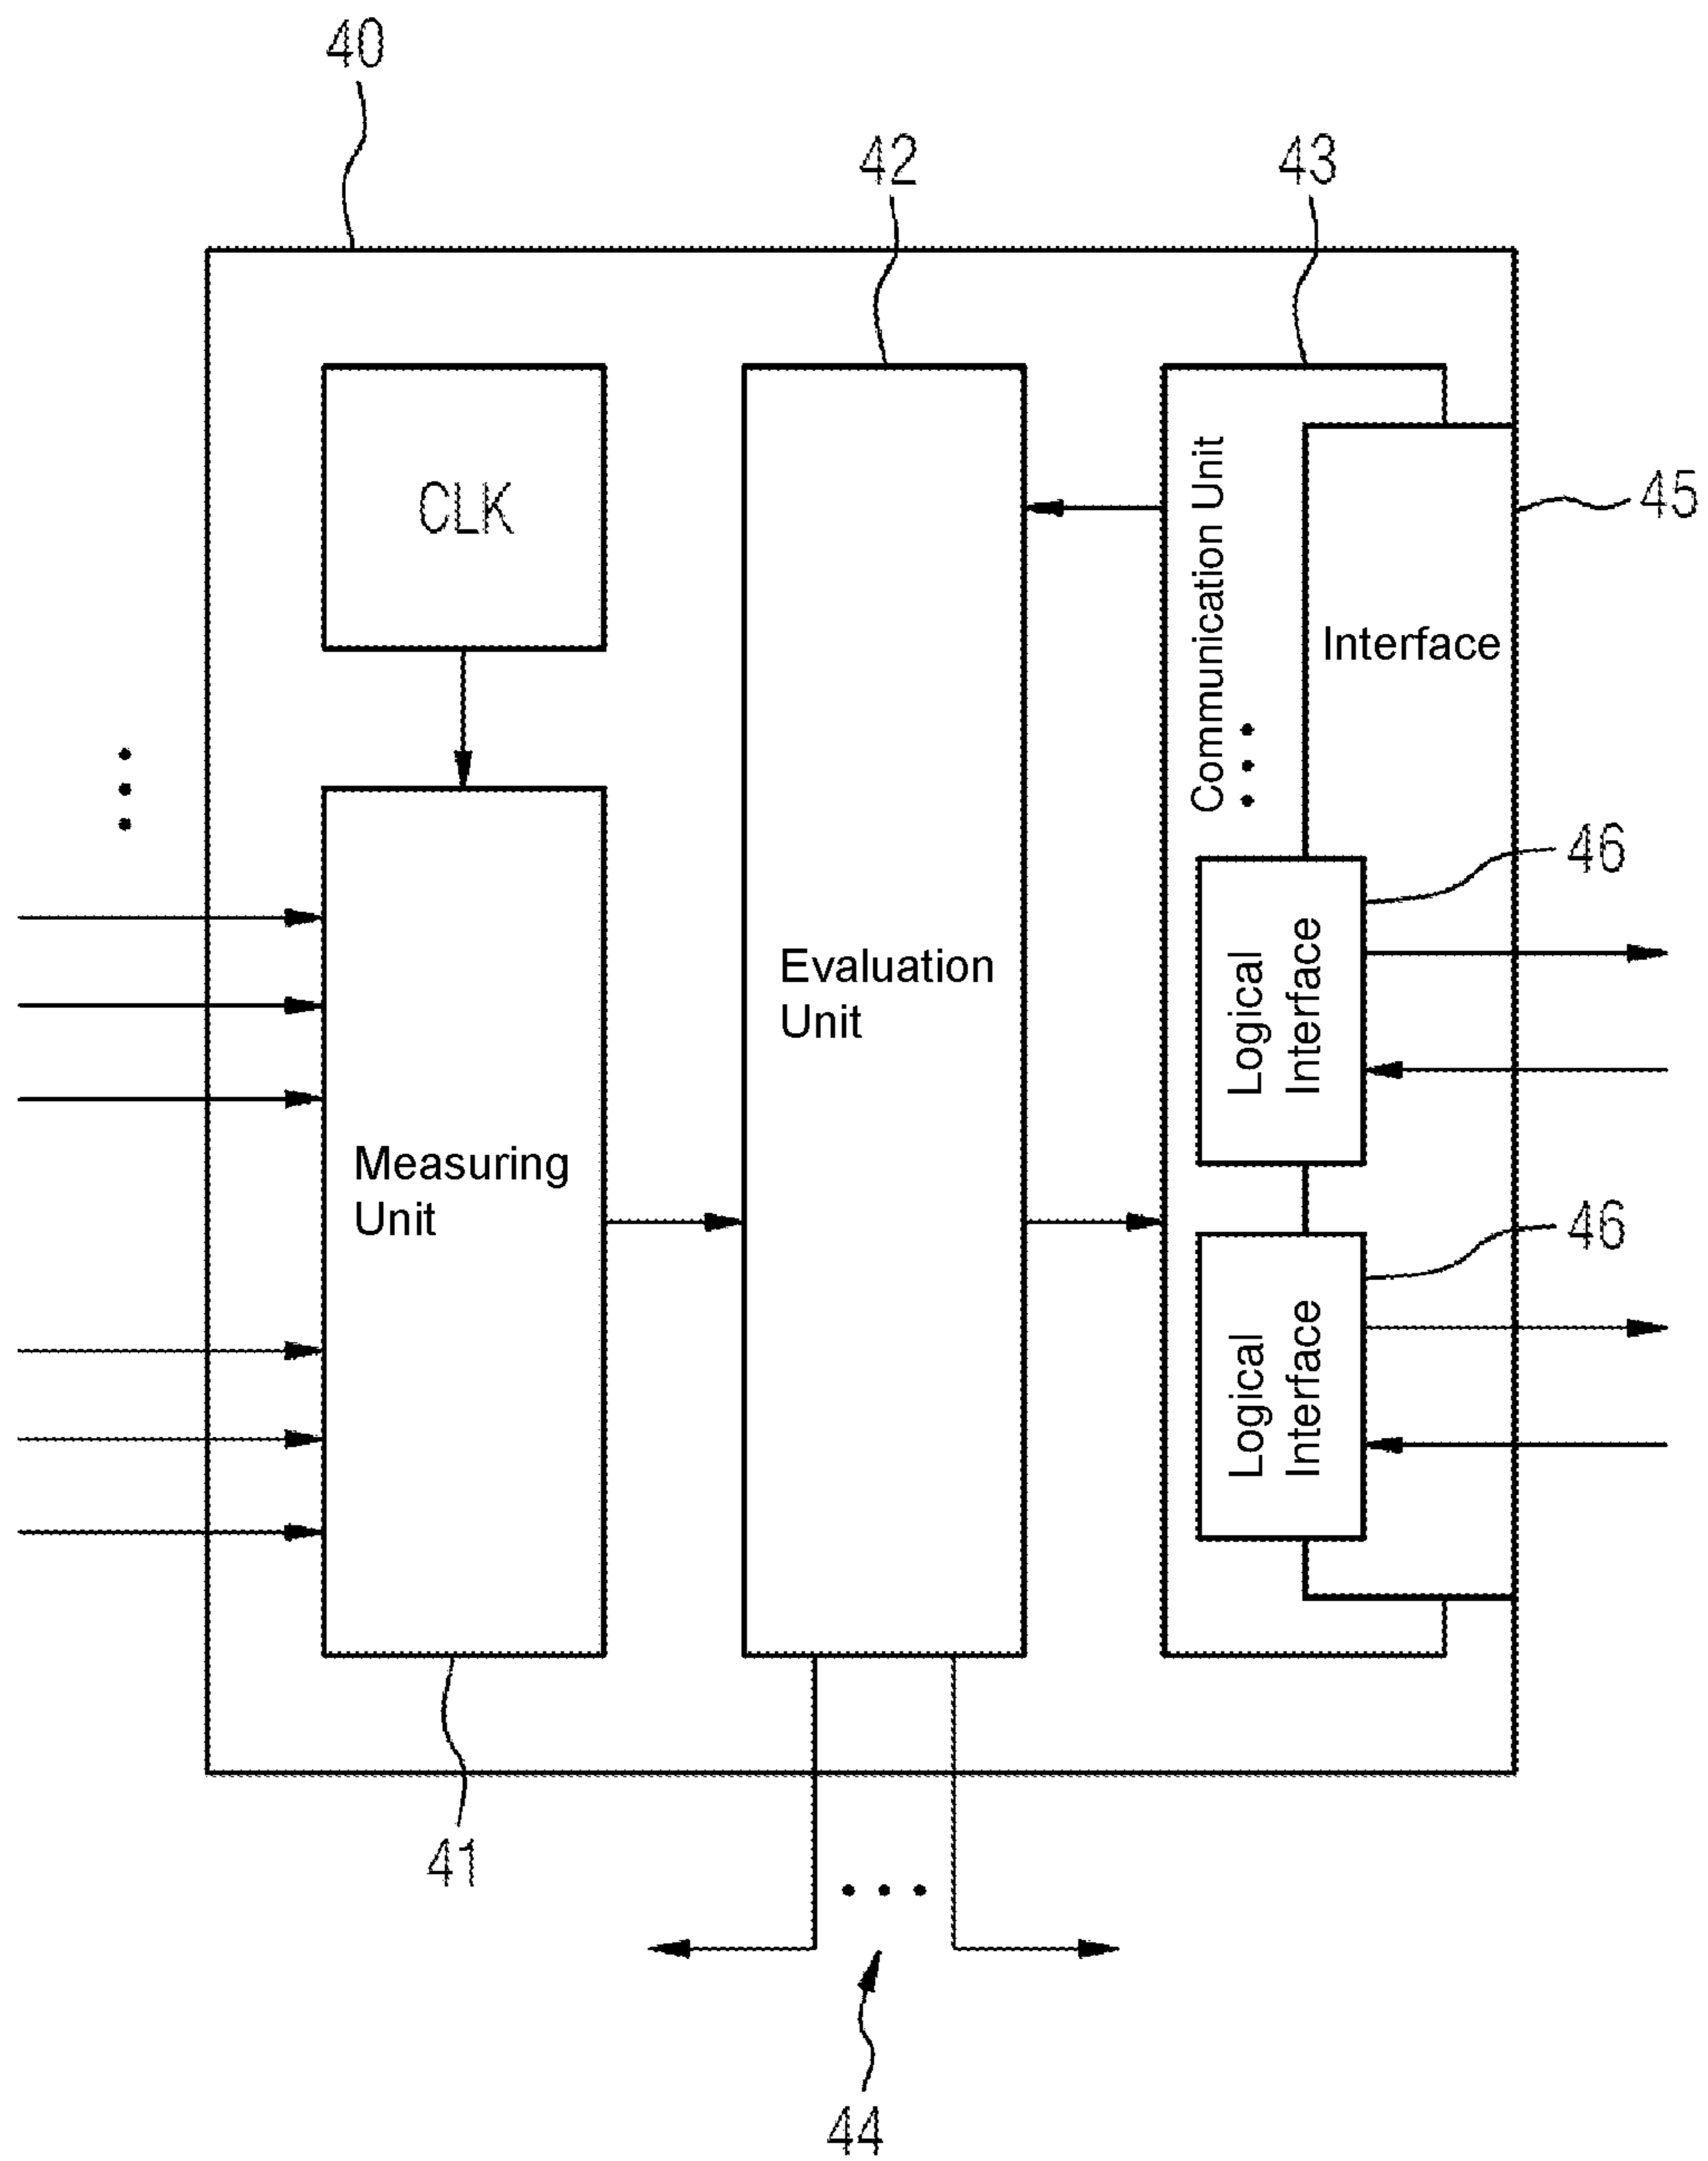 40
42
43
CLK
Communication Unit
45
Interface
46
Evaluation
Unit
Logical
Interface
Measuring
Unit
46
Logical
Interface
41
44